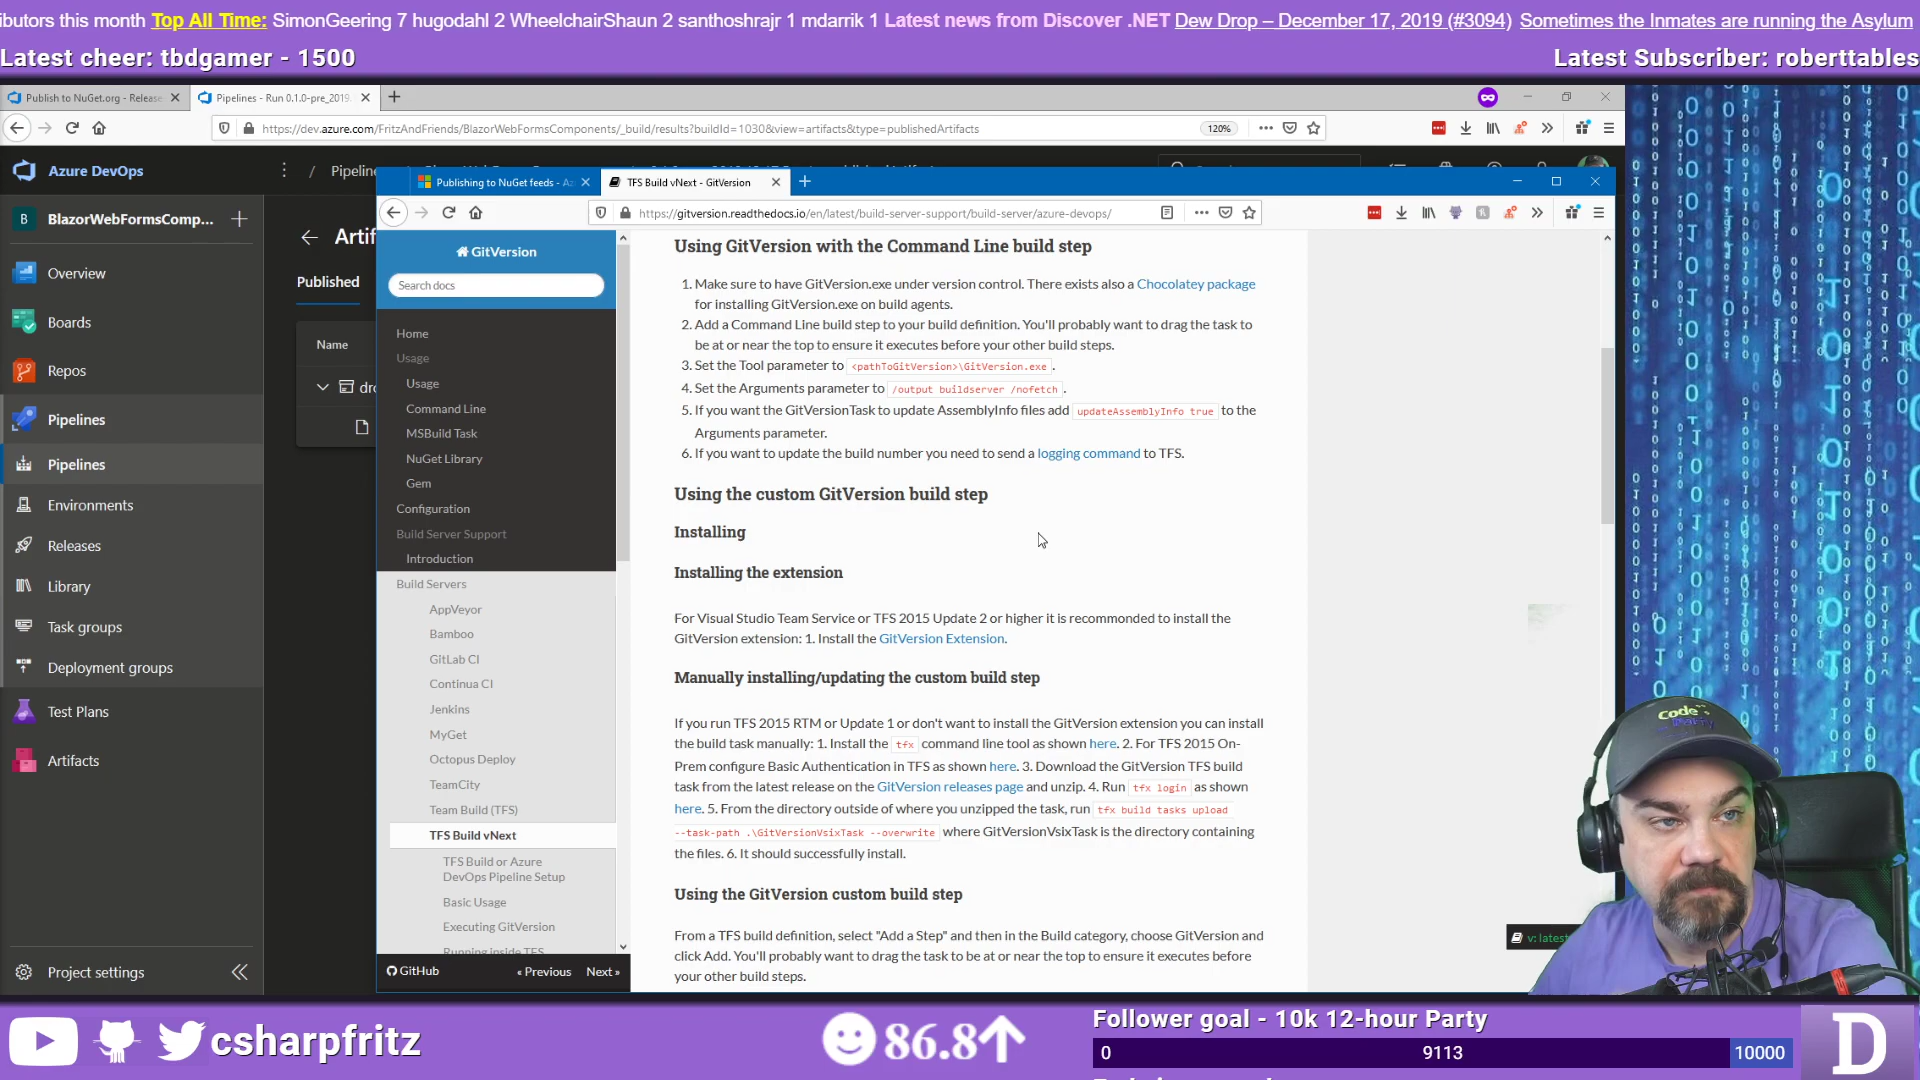 ibutors this month Top All Time: SimonGeering 7 hugodahl 2 WheelchairShaun 2 santhoshrajr 1 mdarrik 1 Latest news from Discover .NET Dew Drop – December 17, 2019 (#3094) Sometimes the Inmates are running the Asylum
Latest cheer: tbdgamer - 1500
Latest Subscriber: roberttables
Publish to NuGet.org - Release
Pipelines - Run 0.1.0-pre_2019.
https://dev.azure.com/FritzAndFriends/BlazorWebFormsComponents/_build/results?buildId=1030&view=artifacts&type=publishedArtifacts
120%
Azure DevOps
/ Pipeline
B BlazorWebFormsComp...
Overview
Boards
Repos
Pipelines
Pipelines
Environments
Releases
Library
Task groups
Deployment groups
Test Plans
Artifacts
Project settings
Artif
Published
Name
dro
Publishing to NuGet feeds - Az
TFS Build vNext - GitVersion
https://gitversion.readthedocs.io/en/latest/build-server-support/build-server/azure-devops/
GitVersion
Search docs
Home
Usage
Usage
Command Line
MSBuild Task
NuGet Library
Gem
Configuration
Build Server Support
Introduction
Build Servers
AppVeyor
Bamboo
GitLab CI
Continua CI
Jenkins
MyGet
Octopus Deploy
TeamCity
Team Build (TFS)
TFS Build vNext
TFS Build or Azure
DevOps Pipeline Setup
Basic Usage
Executing GitVersion
Running inside TFS
GitHub
« Previous
Next »
Using GitVersion with the Command Line build step
1. Make sure to have GitVersion.exe under version control. There exists also a Chocolatey package
for installing GitVersion.exe on build agents.
2. Add a Command Line build step to your build definition. You'll probably want to drag the task to
be at or near the top to ensure it executes before your other build steps.
3. Set the Tool parameter to <pathToGitVersion>\GitVersion.exe .
4. Set the Arguments parameter to /output buildserver /nofetch .
5. If you want the GitVersionTask to update AssemblyInfo files add updateAssemblyInfo true to the
Arguments parameter.
6. If you want to update the build number you need to send a logging command to TFS.
Using the custom GitVersion build step
Installing
Installing the extension
For Visual Studio Team Service or TFS 2015 Update 2 or higher it is recommonded to install the
GitVersion extension: 1. Install the GitVersion Extension.
Manually installing/updating the custom build step
If you run TFS 2015 RTM or Update 1 or don't want to install the GitVersion extension you can install
the build task manually: 1. Install the tfx command line tool as shown here. 2. For TFS 2015 On-
Prem configure Basic Authentication in TFS as shown here. 3. Download the GitVersion TFS build
task from the latest release on the GitVersion releases page and unzip. 4. Run tfx login as shown
here. 5. From the directory outside of where you unzipped the task, run tfx build tasks upload
--task-path .\GitVersionVsixTask --overwrite where GitVersionVsixTask is the directory containing
the files. 6. It should successfully install.
Using the GitVersion custom build step
From a TFS build definition, select "Add a Step" and then in the Build category, choose GitVersion and
click Add. You'll probably want to drag the task to be at or near the top to ensure it executes before
your other build steps.
v: latest
Code
Party
csharpfritz
86.8
Follower goal - 10k 12-hour Party
0
9113
10000
D